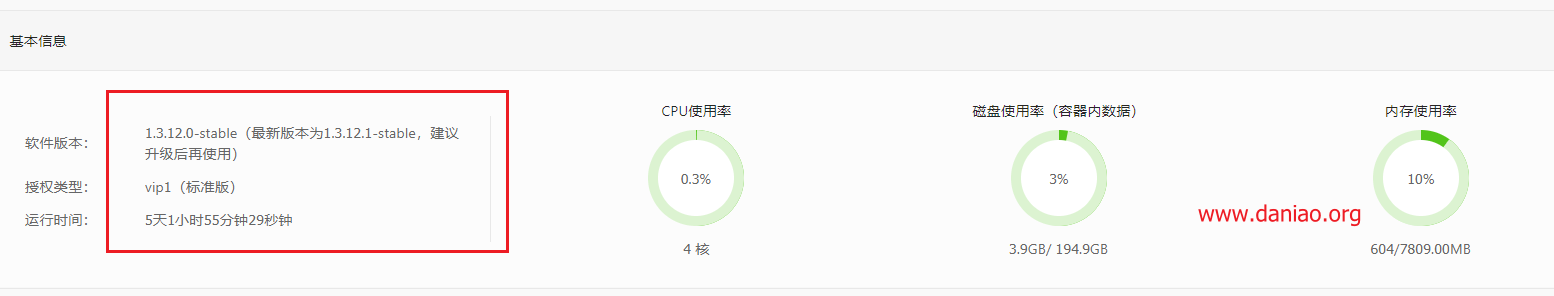 基本信息
软件版本：
1.3.12.0-stable（最新版本为1.3.12.1-stable，建议
升级后再使用）
授权类型：
vip1（标准版）
运行时间：
5天1小时55分钟29秒钟
CPU使用率
0.3%
4 核
磁盘使用率（容器内数据）
3%
3.9GB/ 194.9GB
内存使用率
10%
604/7809.00MB
www.daniao.org